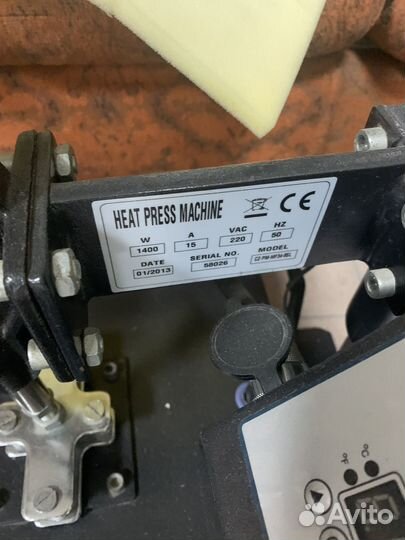 HEAT PRESS MACHINE
CE
W A VAC HZ
1400 15 220 50
DATE SERIAL NO. MODEL
01/2013 58026
°F °C
Avito